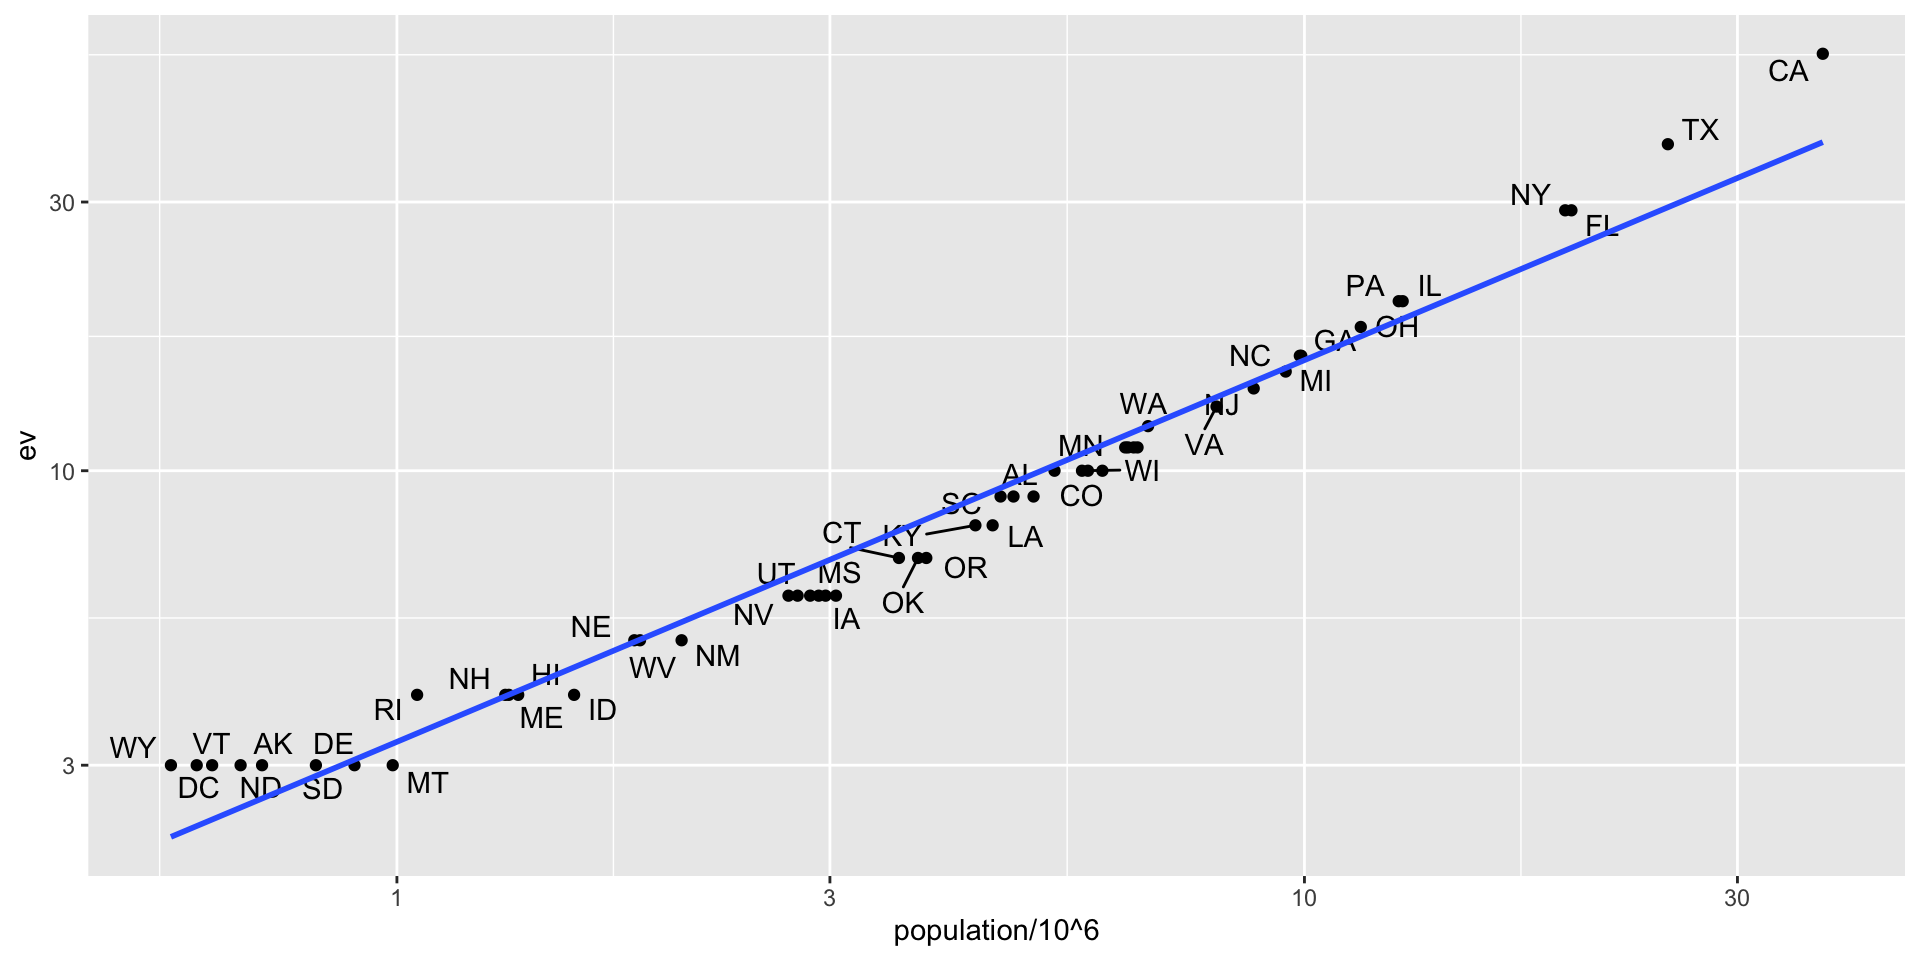 CA
TX
30
NY
FL
PA IL
OH
GA
NC
MI
WA
NJ
VA
MN
ev
10
WI
AL
CO
SC
CT KY LA
OR
UT MS
OK
NV IA
NE
NM
WV
NH HI
RI ME ID
WY VT AK DE
3
MT
DC ND SD
1 3 10 30
population/10^6